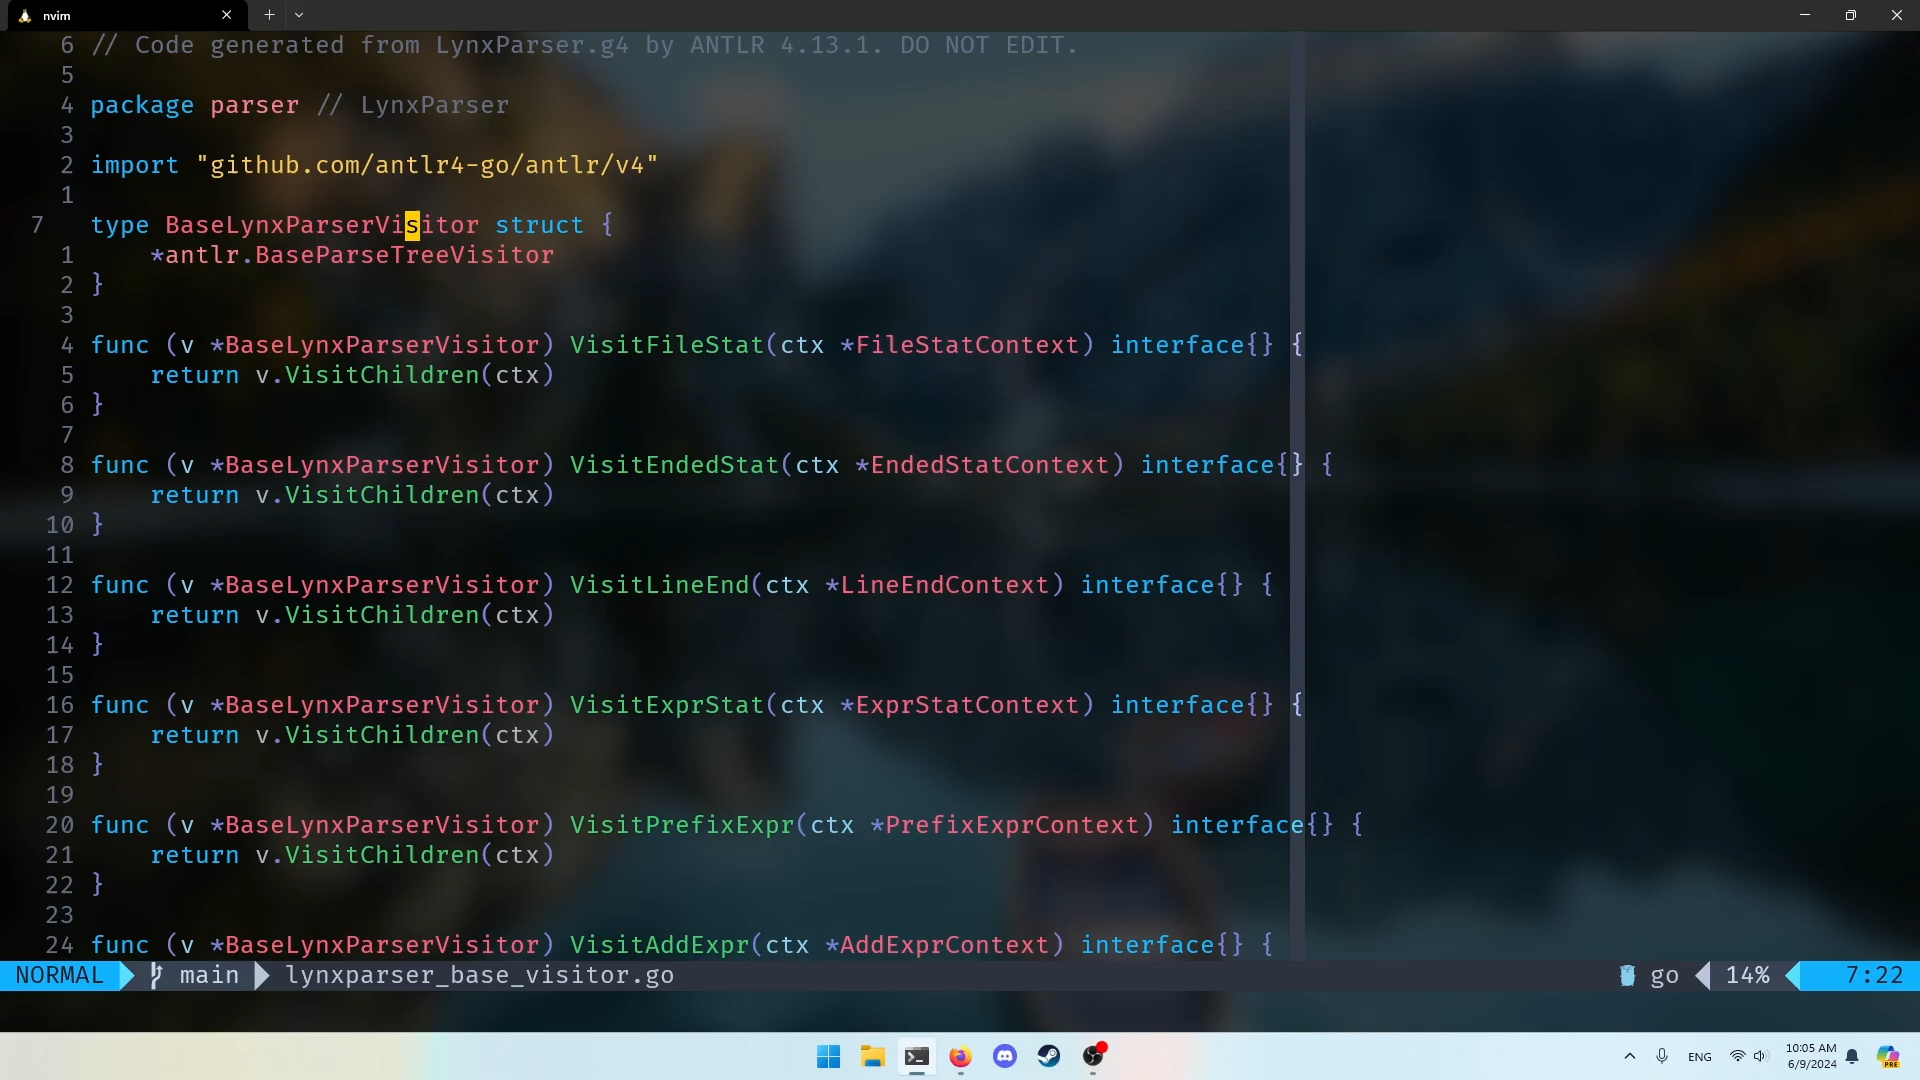 nvim
6 // Code generated from LynxParser.g4 by ANTLR 4.13.1. DO NOT EDIT.
5
4 package parser // LynxParser
3
2 import "github.com/antlr4-go/antlr/v4"
1
7 type BaseLynxParserVisitor struct {
1 *antlr.BaseParseTreeVisitor
2 }
3
4 func (v *BaseLynxParserVisitor) VisitFileStat(ctx *FileStatContext) interface{} {
5 return v.VisitChildren(ctx)
6 }
7
8 func (v *BaseLynxParserVisitor) VisitEndedStat(ctx *EndedStatContext) interface{} {
9 return v.VisitChildren(ctx)
10 }
11
12 func (v *BaseLynxParserVisitor) VisitLineEnd(ctx *LineEndContext) interface{} {
13 return v.VisitChildren(ctx)
14 }
15
16 func (v *BaseLynxParserVisitor) VisitExprStat(ctx *ExprStatContext) interface{} {
17 return v.VisitChildren(ctx)
18 }
19
20 func (v *BaseLynxParserVisitor) VisitPrefixExpr(ctx *PrefixExprContext) interface{} {
21 return v.VisitChildren(ctx)
22 }
23
24 func (v *BaseLynxParserVisitor) VisitAddExpr(ctx *AddExprContext) interface{} {
NORMAL main lynxparser_base_visitor.go go 14% 7:22
ENG 10:05 AM
6/9/2024
PRE